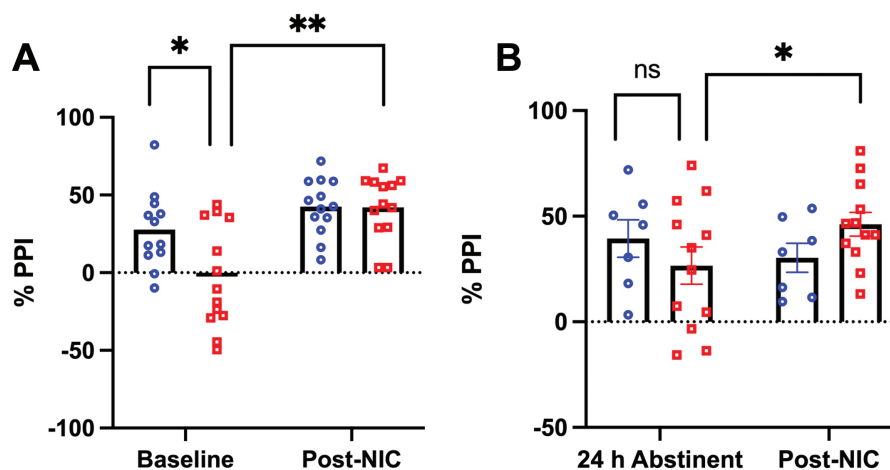 A
*
**
% PPI
100
50
0
-50
-100
Baseline
Post-NIC
B
ns
*
% PPI
100
50
0
-50
24 h Abstinent
Post-NIC